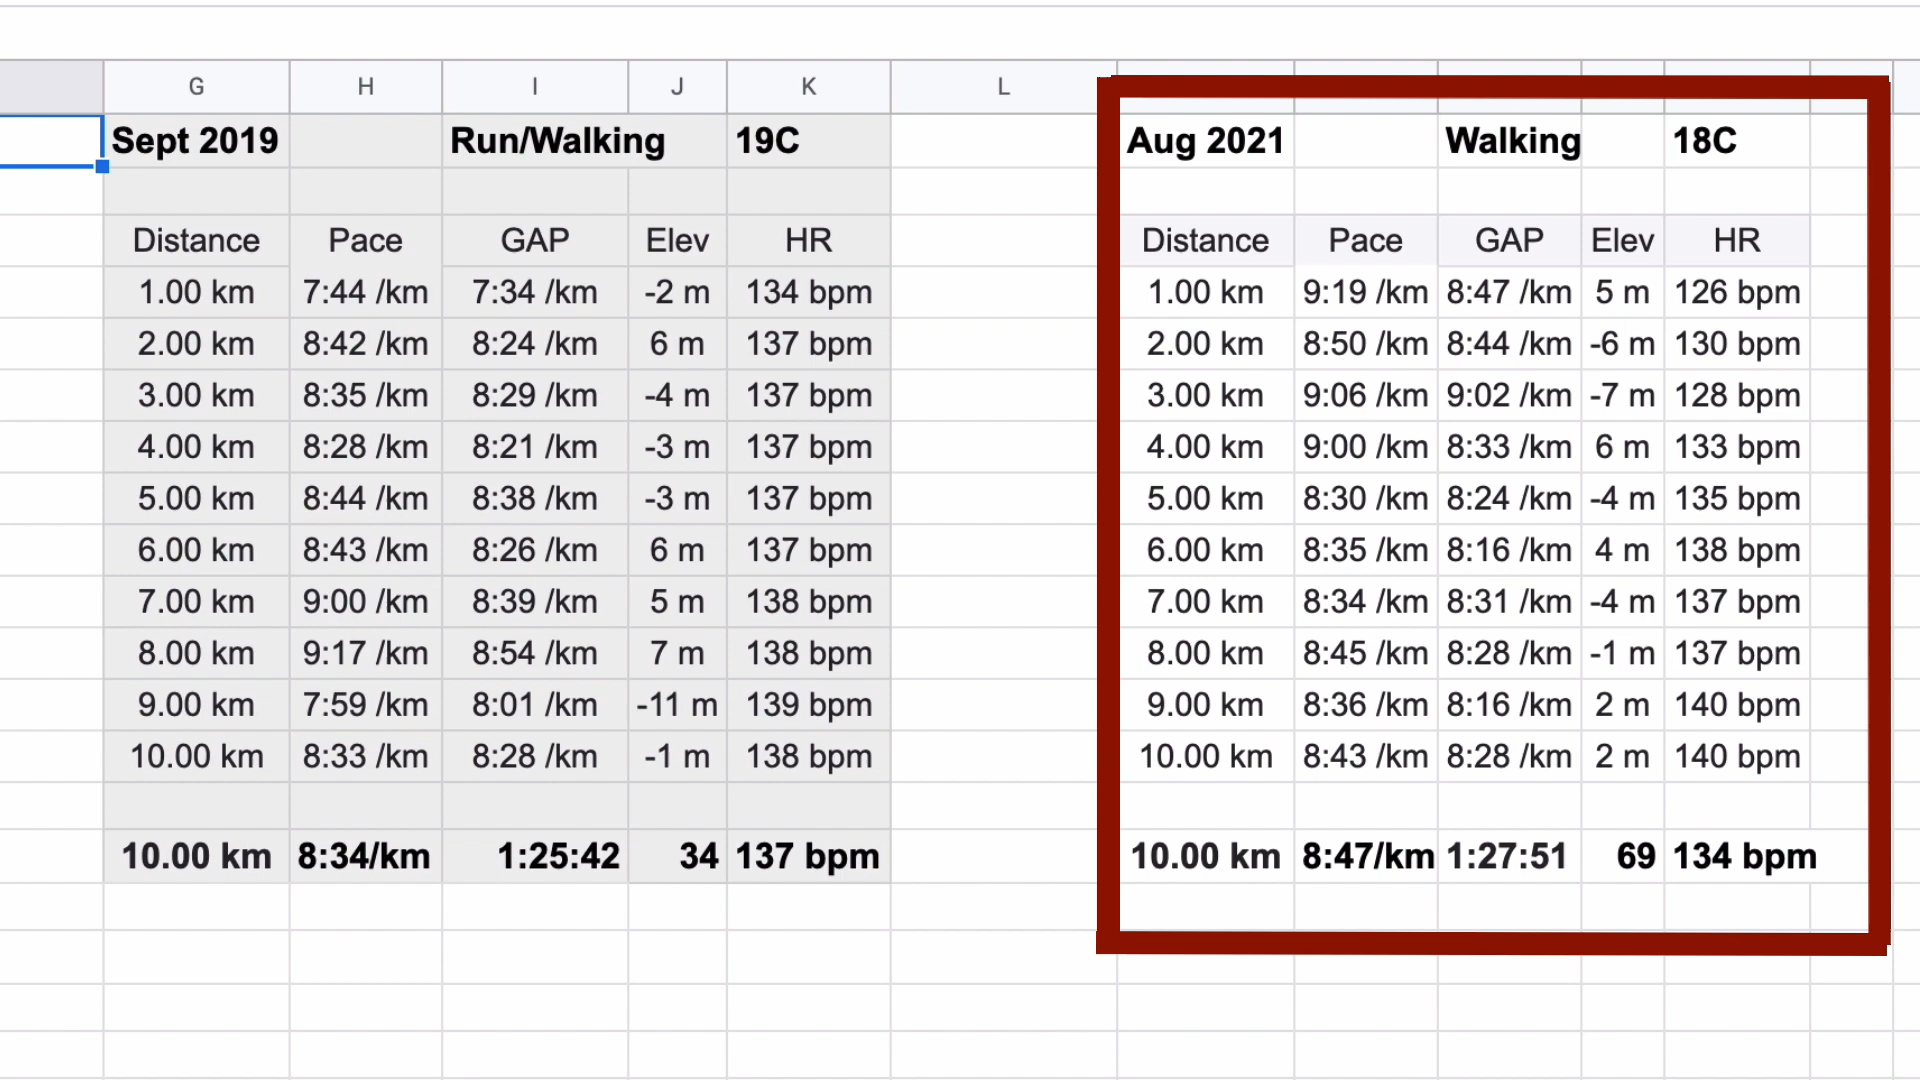 G H I J K L
Sept 2019 Run/Walking 19C Aug 2021 Walking 18C
Distance Pace GAP Elev HR Distance Pace GAP Elev HR
1.00 km 7:44 /km 7:34 /km -2 m 134 bpm 1.00 km 9:19 /km 8:47 /km 5 m 126 bpm
2.00 km 8:42 /km 8:24 /km 6 m 137 bpm 2.00 km 8:50 /km 8:44 /km -6 m 130 bpm
3.00 km 8:35 /km 8:29 /km -4 m 137 bpm 3.00 km 9:06 /km 9:02 /km -7 m 128 bpm
4.00 km 8:28 /km 8:21 /km -3 m 137 bpm 4.00 km 9:00 /km 8:33 /km 6 m 133 bpm
5.00 km 8:44 /km 8:38 /km -3 m 137 bpm 5.00 km 8:30 /km 8:24 /km -4 m 135 bpm
6.00 km 8:43 /km 8:26 /km 6 m 137 bpm 6.00 km 8:35 /km 8:16 /km 4 m 138 bpm
7.00 km 9:00 /km 8:39 /km 5 m 138 bpm 7.00 km 8:34 /km 8:31 /km -4 m 137 bpm
8.00 km 9:17 /km 8:54 /km 7 m 138 bpm 8.00 km 8:45 /km 8:28 /km -1 m 137 bpm
9.00 km 7:59 /km 8:01 /km -11 m 139 bpm 9.00 km 8:36 /km 8:16 /km 2 m 140 bpm
10.00 km 8:33 /km 8:28 /km -1 m 138 bpm 10.00 km 8:43 /km 8:28 /km 2 m 140 bpm
10.00 km 8:34/km 1:25:42 34 137 bpm 10.00 km 8:47/km 1:27:51 69 134 bpm